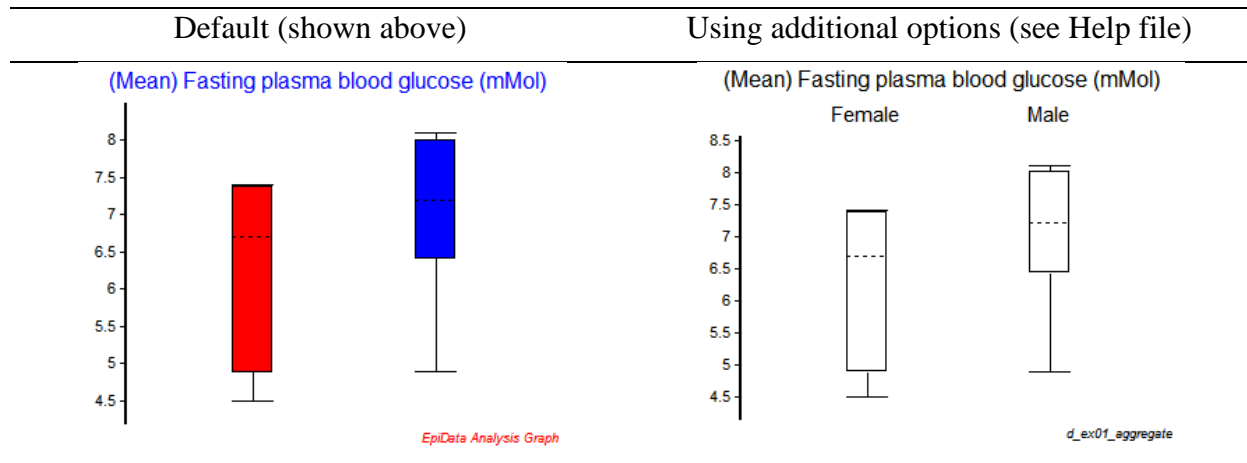 Default (shown above)
Using additional options (see Help file)
(Mean) Fasting plasma blood glucose (mMol)
8
7.5
7
6.5
6
5.5
5
4.5
EpiData Analysis Graph
(Mean) Fasting plasma blood glucose (mMol)
Female Male
8.5
8
7.5
7
6.5
6
5.5
5
4.5
d_ex01_aggregate